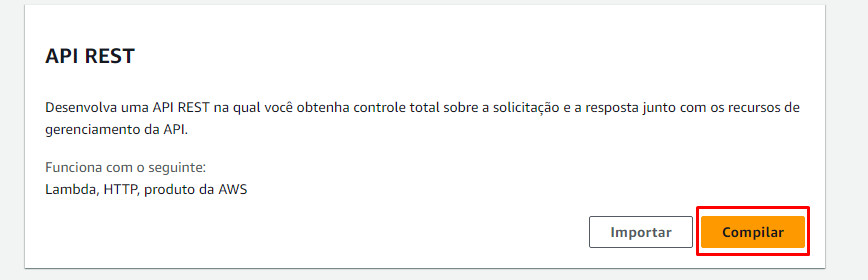 API REST
Desenvolva uma API REST na qual você obtenha controle total sobre a solicitação e a resposta junto com os recursos de
gerenciamento da API.
Funciona com o seguinte:
Lambda, HTTP, produto da AWS
Importar
Compilar